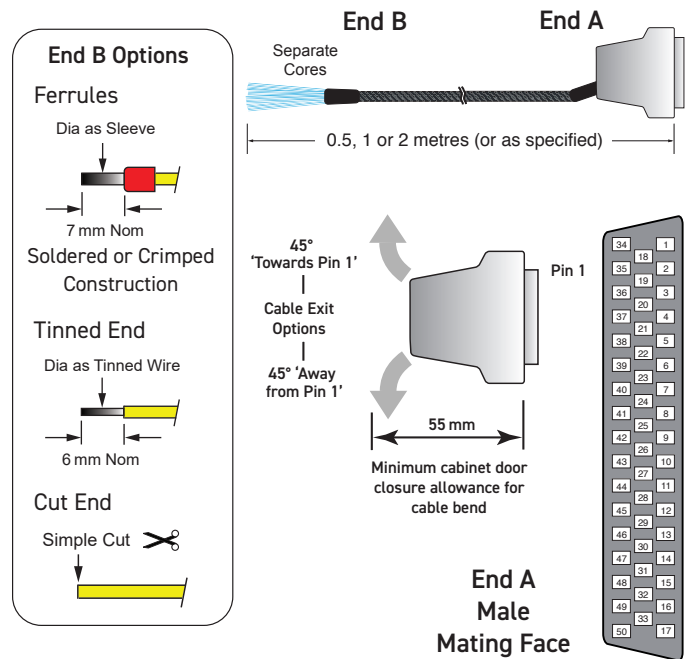 End B Options
Ferrules
Dia as Sleeve
7 mm Nom
Soldered or Crimped
Construction
Tinned End
Dia as Tinned Wire
6 mm Nom
Cut End
Simple Cut
End B
End A
Separate
Cores
0.5, 1 or 2 metres (or as specified)
45°
'Towards Pin 1'
Cable Exit
Options
45° 'Away
from Pin 1'
Pin 1
55 mm
Minimum cabinet door
closure allowance for
cable bend
End A
Male
Mating Face
34 1
18
35 2
19
36 3
20
37 4
21
38 5
22
39 6
23
40 7
24
41 8
25
42 9
26
43 10
27
44 11
28
45 12
29
46 13
30
47 14
31
48 15
32
49 16
33
50 17